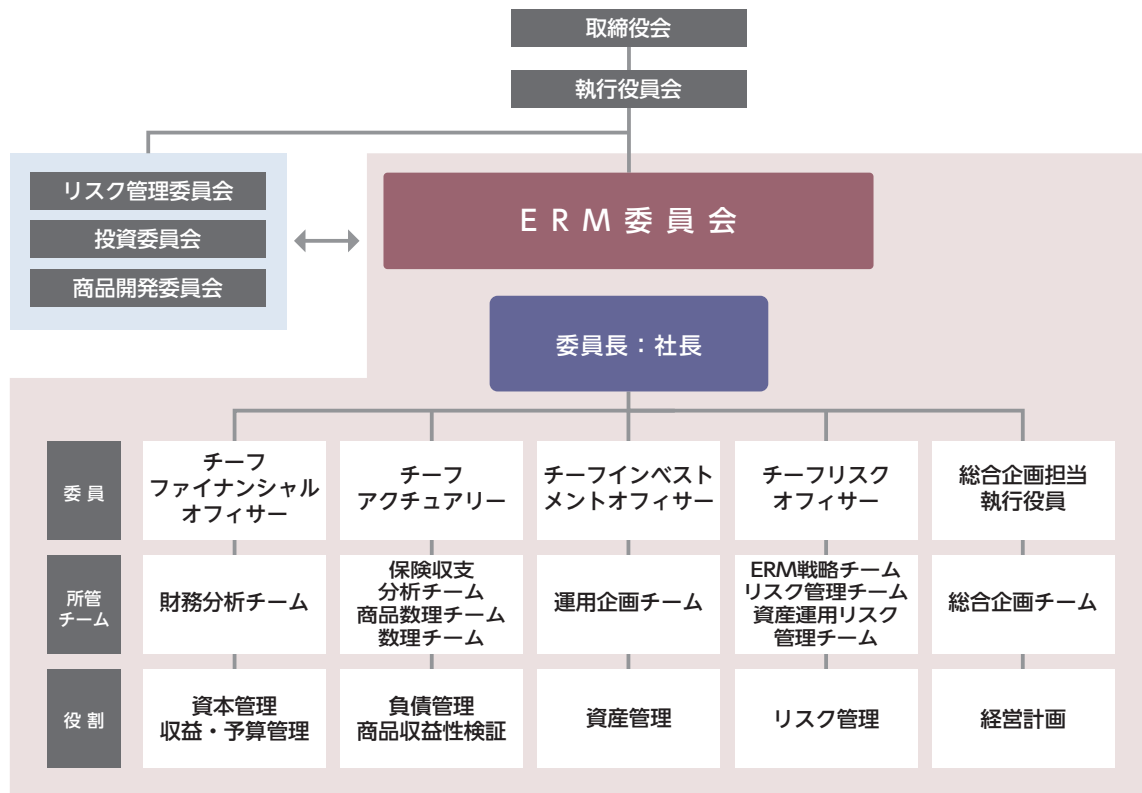 取締役会
執行役員会
リスク管理委員会
投資委員会
商品開発委員会
ERM委員会
委員長：社長
委員
チーフ
ファイナンシャル
オフィサー
チーフ
アクチュアリー
チーフインベスト
メントオフィサー
チーフリスク
オフィサー
総合企画担当
執行役員
所管
チーム
財務分析チーム
保険収支
分析チーム
商品数理チーム
数理チーム
運用企画チーム
ERM戦略チーム
リスク管理チーム
資産運用リスク
管理チーム
総合企画チーム
役割
資本管理
収益・予算管理
負債管理
商品収益性検証
資産管理
リスク管理
経営計画